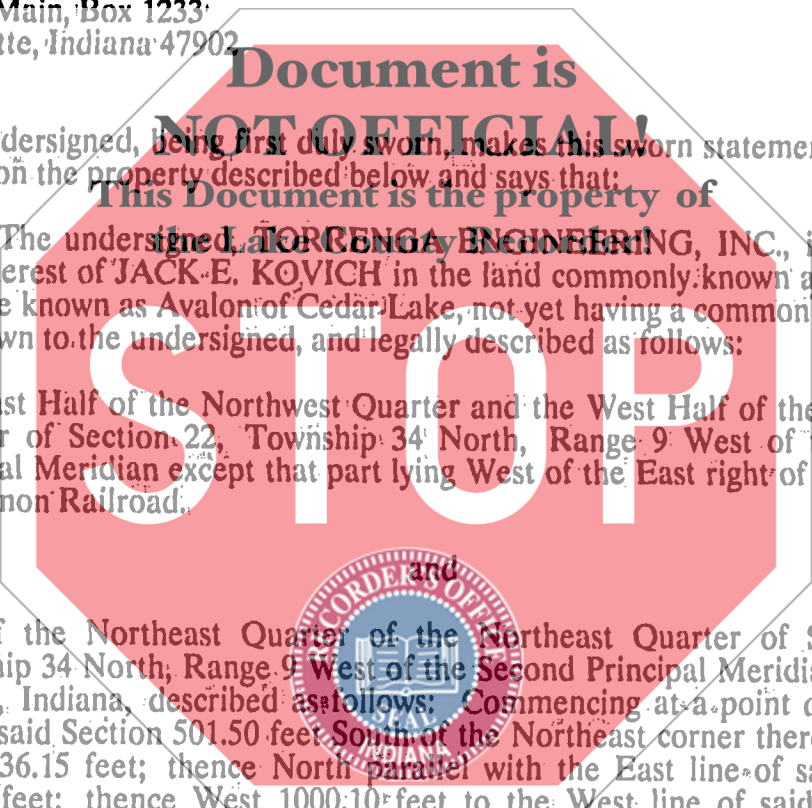 Main, Box 1233
tte, Indiana 47902
Document is
NOT OFFICIAL!
dersigned, being first duly sworn, makes this sworn statemen
on the property described below and says that:
This Document is the property of
the Lake County Recorder!
The undersigned, TORRENGA ENGINEERING, INC., i
erest of JACK E. KOVICH in the land commonly known a
e known as Avalon of Cedar Lake, not yet having a common
wn to the undersigned, and legally described as follows:
STOP
st Half of the Northwest Quarter and the West Half of the
r of Section 22, Township 34 North, Range 9 West of
al Meridian except that part lying West of the East right of
non Railroad.
and
RECORDER'S OFFICE
SEAL
INDIANA
f the Northeast Quarter of the Northeast Quarter of S
ip 34 North, Range 9 West of the Second Principal Meridi
, Indiana, described as follows: Commencing at a point o
said Section 501.50 feet South of the Northeast corner ther
36.15 feet; thence North parallel with the East line of sa
feet; thence West 1000.10 feet to the West line of said